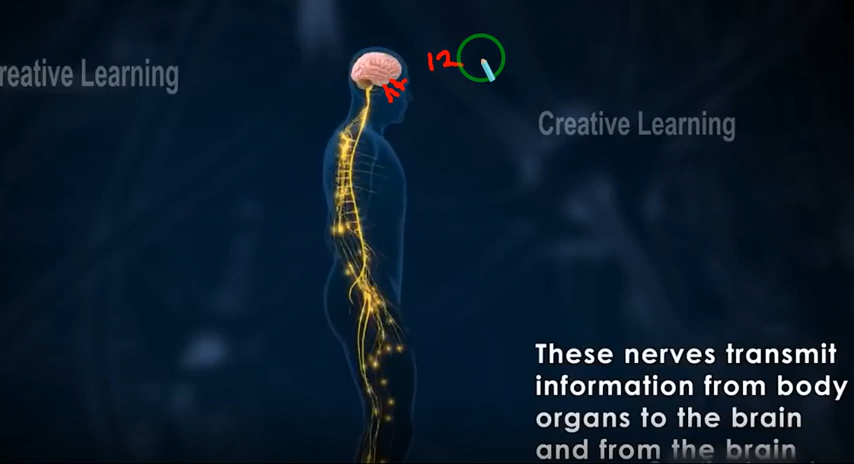 reative Learning
12
Creative Learning
These nerves transmit
information from body
organs to the brain
and from the brain